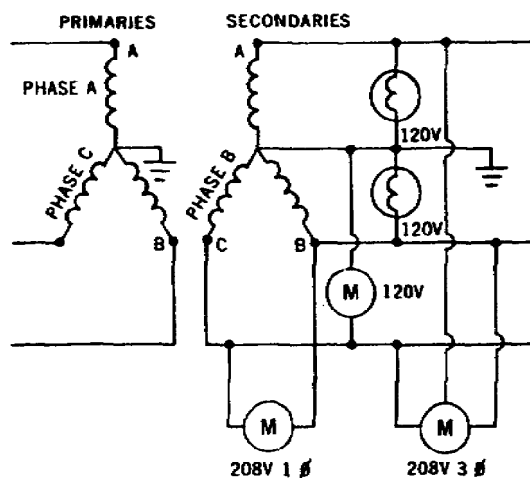 PRIMARIES
SECONDARIES
A
A
PHASE A
120V
PHASE C
PHASE B
120V
B
C
B
M
120V
M
M
208V 1 Ø
208V 3 Ø